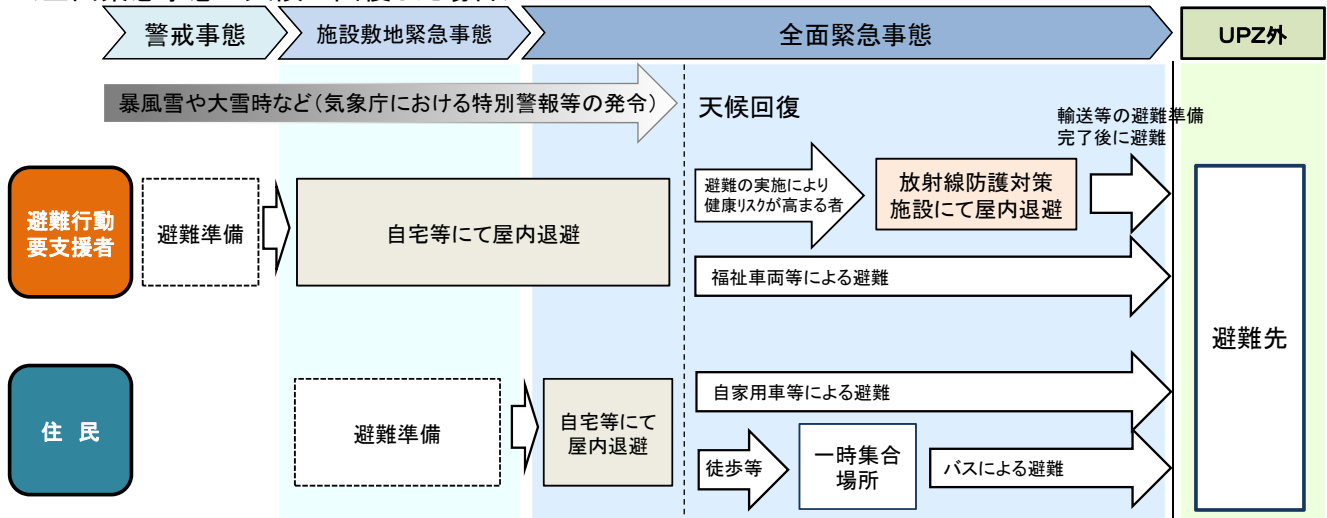 警戒事態
施設敷地緊急事態
全面緊急事態
UPZ外
暴風雪や大雪時など(気象庁における特別警報等の発令)
天候回復
輸送等の避難準備
完了後に避難
避難行動
要支援者
避難準備
自宅等にて屋内退避
避難の実施により
健康リスクが高まる者
放射線防護対策
施設にて屋内退避
福祉車両等による避難
避難先
住 民
避難準備
自宅等にて
屋内退避
自家用車等による避難
徒歩等
一時集合
場所
バスによる避難